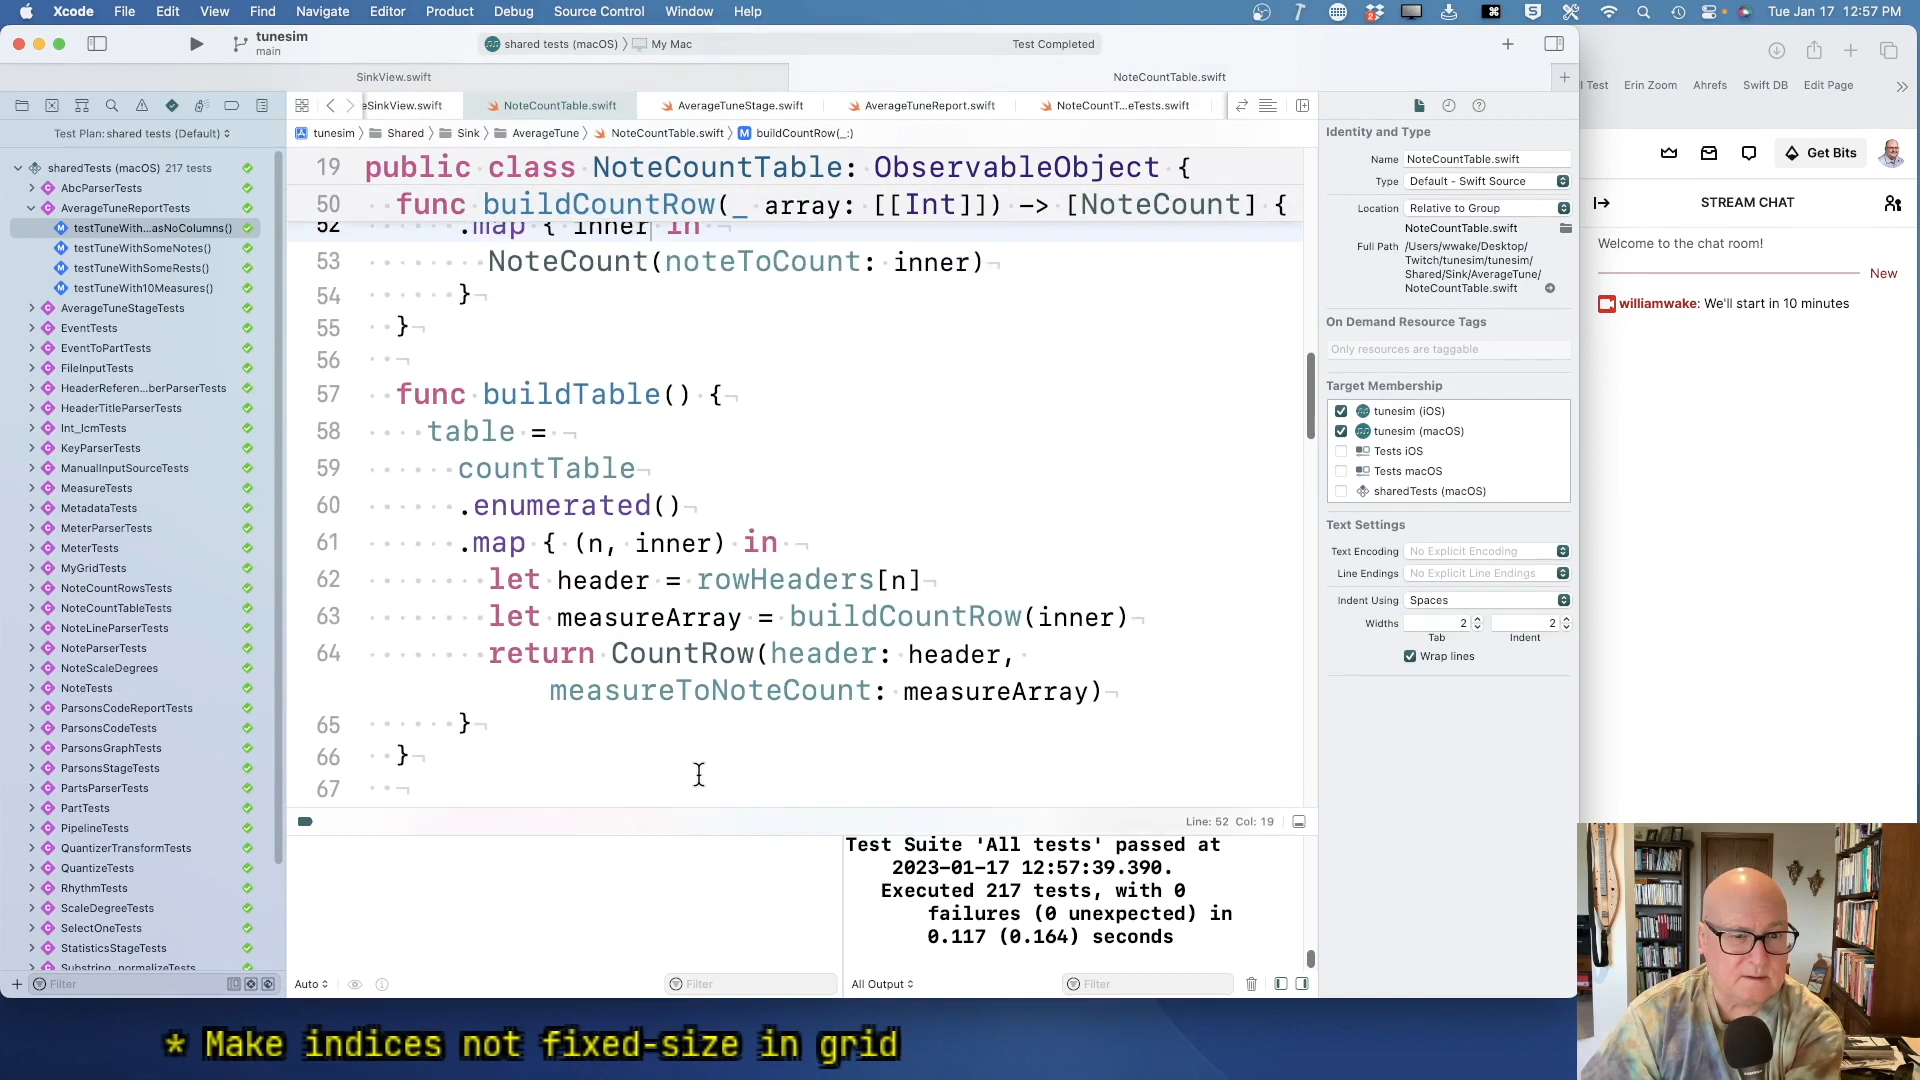 Xcode File Edit View Find Navigate Editor Product Debug Source Control Window Help Tue Jan 17 12:57 PM
tunesim
main
shared tests (macOS) 〉 My Mac Test Completed
SinkView.swift NoteCountTable.swift
eSinkView.swift NoteCountTable.swift AverageTuneStage.swift AverageTuneReport.swift NoteCountT...eTests.swift
tunesim 〉 Shared 〉 Sink 〉 AverageTune 〉 NoteCountTable.swift 〉 M buildCountRow(_:)
Test Plan: shared tests (Default)
sharedTests (macOS) 217 tests
AbcParserTests
AverageTuneReportTests
testTuneWith...asNoColumns()
testTuneWithSomeNotes()
testTuneWithSomeRests()
testTuneWith10Measures()
AverageTuneStageTests
EventTests
EventToPartTests
FileInputTests
HeaderReferen...berParserTests
HeaderTitleParserTests
Int_lcmTests
KeyParserTests
ManualInputSourceTests
MeasureTests
MetadataTests
MeterParserTests
MeterTests
MyGridTests
NoteCountRowsTests
NoteCountTableTests
NoteLineParserTests
NoteParserTests
NoteScaleDegrees
NoteTests
ParsonsCodeReportTests
ParsonsCodeTests
ParsonsGraphTests
ParsonsStageTests
PartsParserTests
PartTests
PipelineTests
QuantizerTransformTests
QuantizeTests
RhythmTests
ScaleDegreeTests
SelectOneTests
StatisticsStageTests
Substring_normalizeTests
Filter
19 public class NoteCountTable: ObservableObject {
50 func buildCountRow(_ array: [[Int]]) -> [NoteCount] {
52 .map { inner in
53 NoteCount(noteToCount: inner)
54 }
55 }
56
57 func buildTable() {
58 table =
59 countTable
60 .enumerated()
61 .map { (n, inner) in
62 let header = rowHeaders[n]
63 let measureArray = buildCountRow(inner)
64 return CountRow(header: header,
measureToNoteCount: measureArray)
65 }
66 }
67
Line: 52 Col: 19
Test Suite 'All tests' passed at
2023-01-17 12:57:39.390.
Executed 217 tests, with 0
failures (0 unexpected) in
0.117 (0.164) seconds
Auto Filter All Output Filter
Identity and Type
Name NoteCountTable.swift
Type Default - Swift Source
Location Relative to Group
NoteCountTable.swift
Full Path /Users/wwake/Desktop/
Twitch/tunesim/tunesim/
Shared/Sink/AverageTune/
NoteCountTable.swift
On Demand Resource Tags
Only resources are taggable
Target Membership
tunesim (iOS)
tunesim (macOS)
Tests iOS
Tests macOS
sharedTests (macOS)
Text Settings
Text Encoding No Explicit Encoding
Line Endings No Explicit Line Endings
Indent Using Spaces
Widths 2 2
Tab Indent
Wrap lines
l Test Erin Zoom Ahrefs Swift DB Edit Page
Get Bits
STREAM CHAT
Welcome to the chat room!
New
williamwake: We'll start in 10 minutes
* Make indices not fixed-size in grid